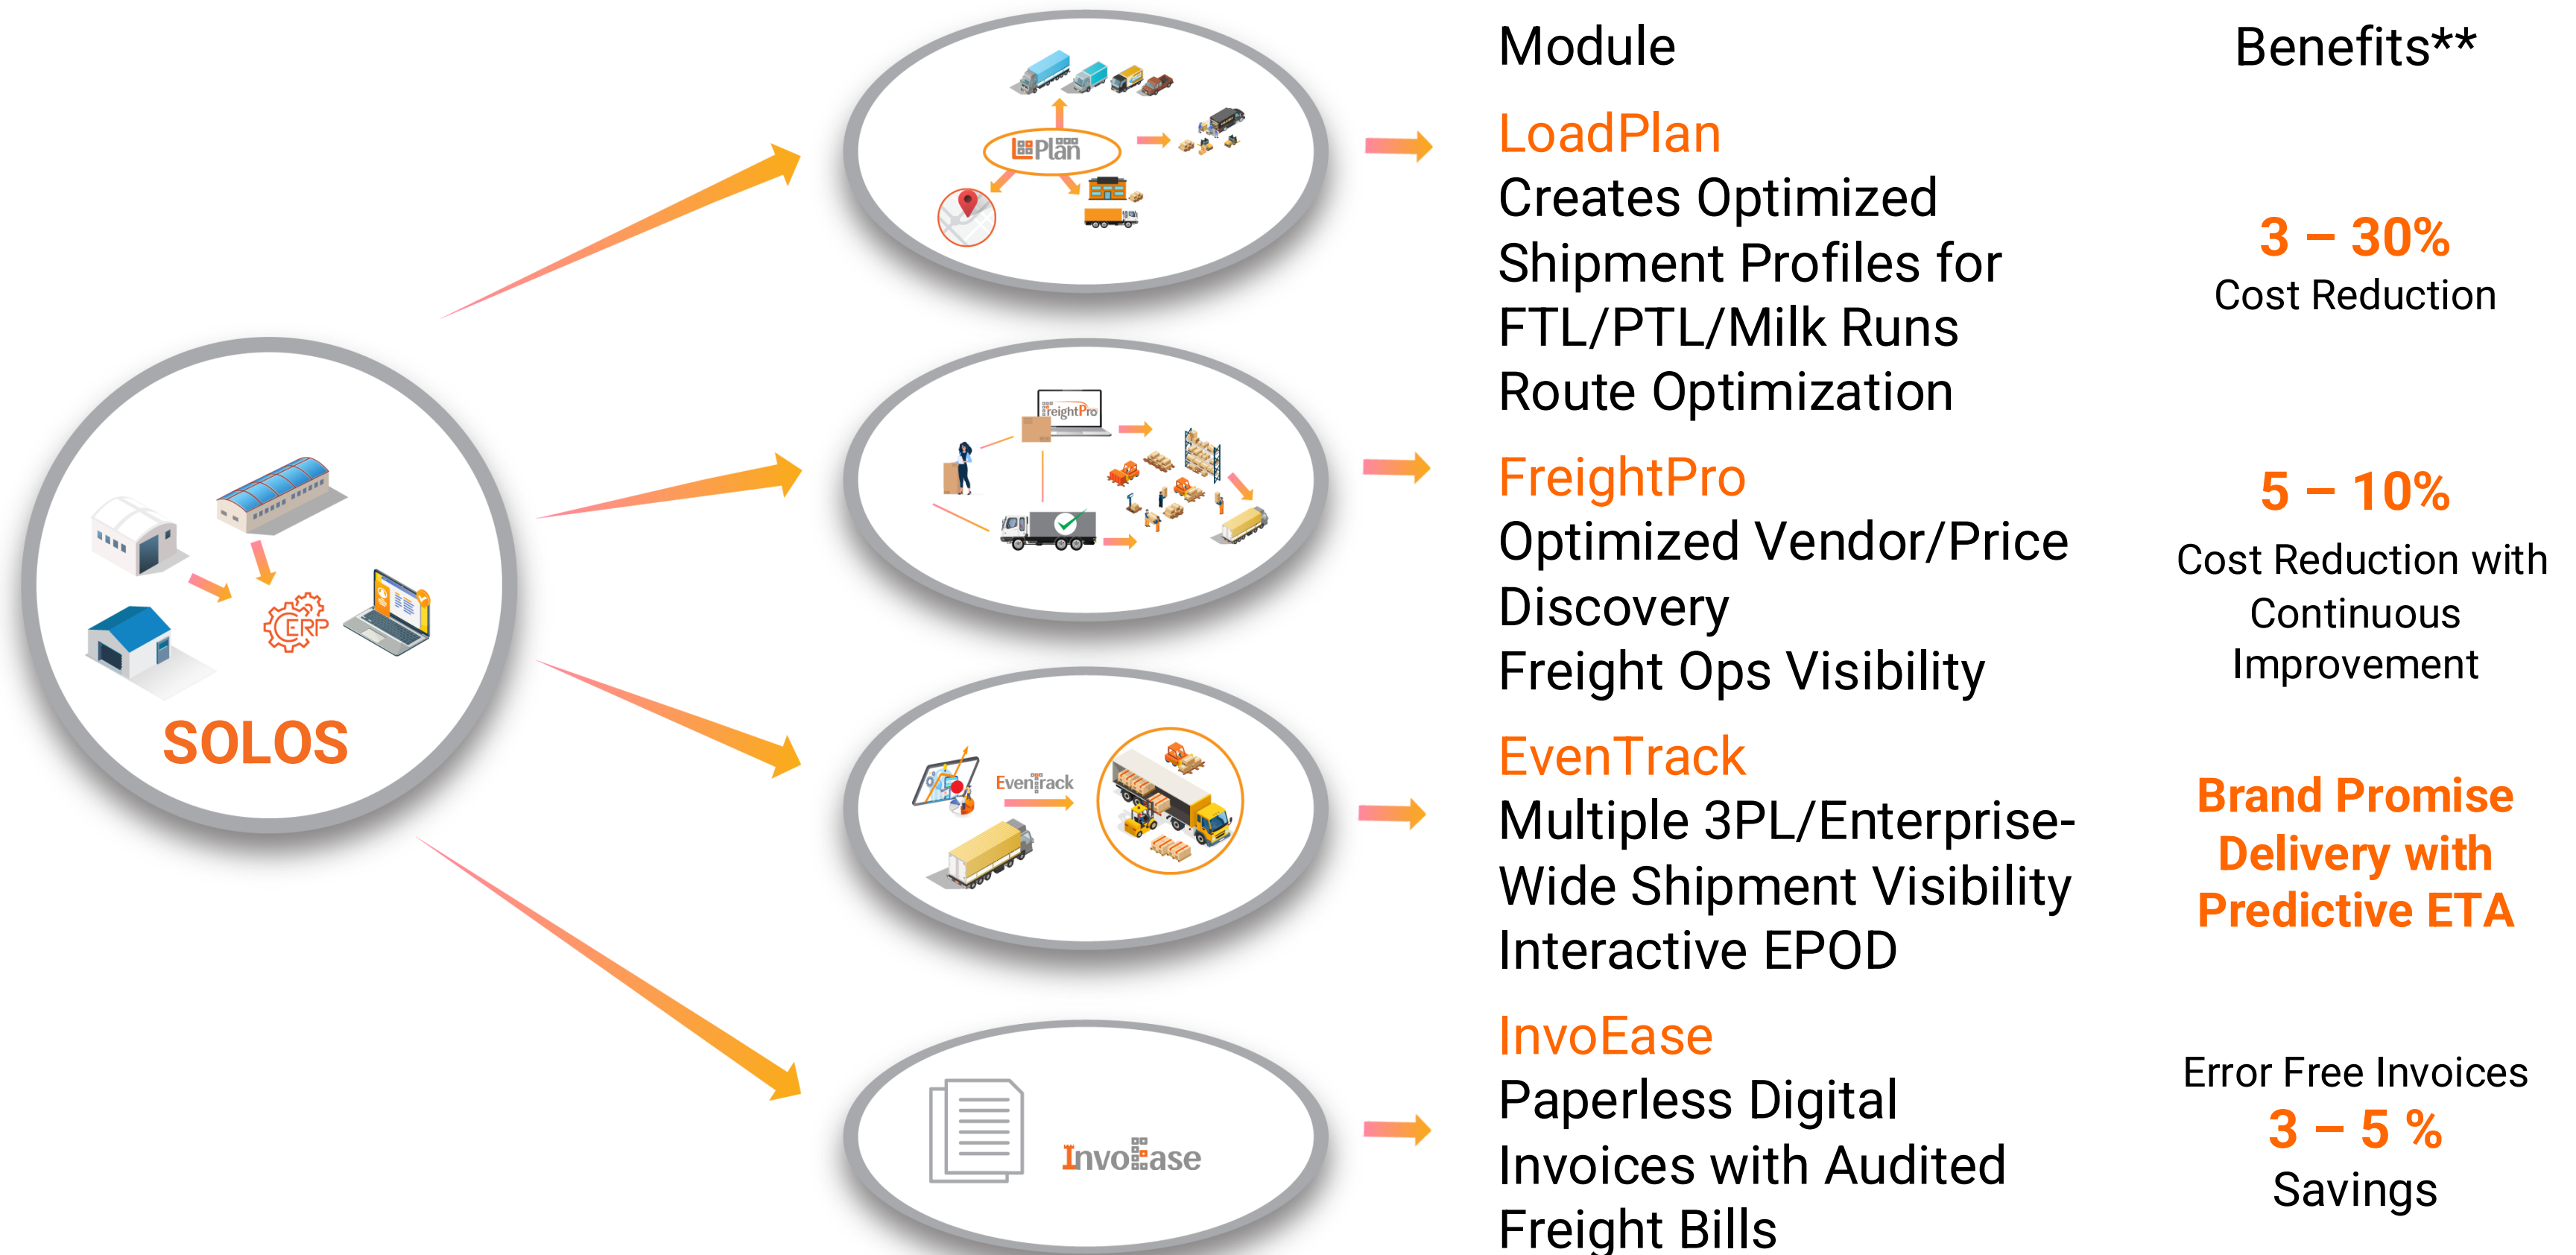 Module
Benefits**
LoadPlan
Creates Optimized
Shipment Profiles for
FTL/PTL/Milk Runs
Route Optimization
3 – 30%
Cost Reduction
FreightPro
Optimized Vendor/Price
Discovery
Freight Ops Visibility
5 – 10%
Cost Reduction with
Continuous
Improvement
EvenTrack
Multiple 3PL/Enterprise-
Wide Shipment Visibility
Interactive EPOD
Brand Promise
Delivery with
Predictive ETA
InvoEase
Paperless Digital
Invoices with Audited
Freight Bills
Error Free Invoices
3 – 5 %
Savings
SOLOS
ERP
LPlan
FreightPro
EvenTrack
InvoEase